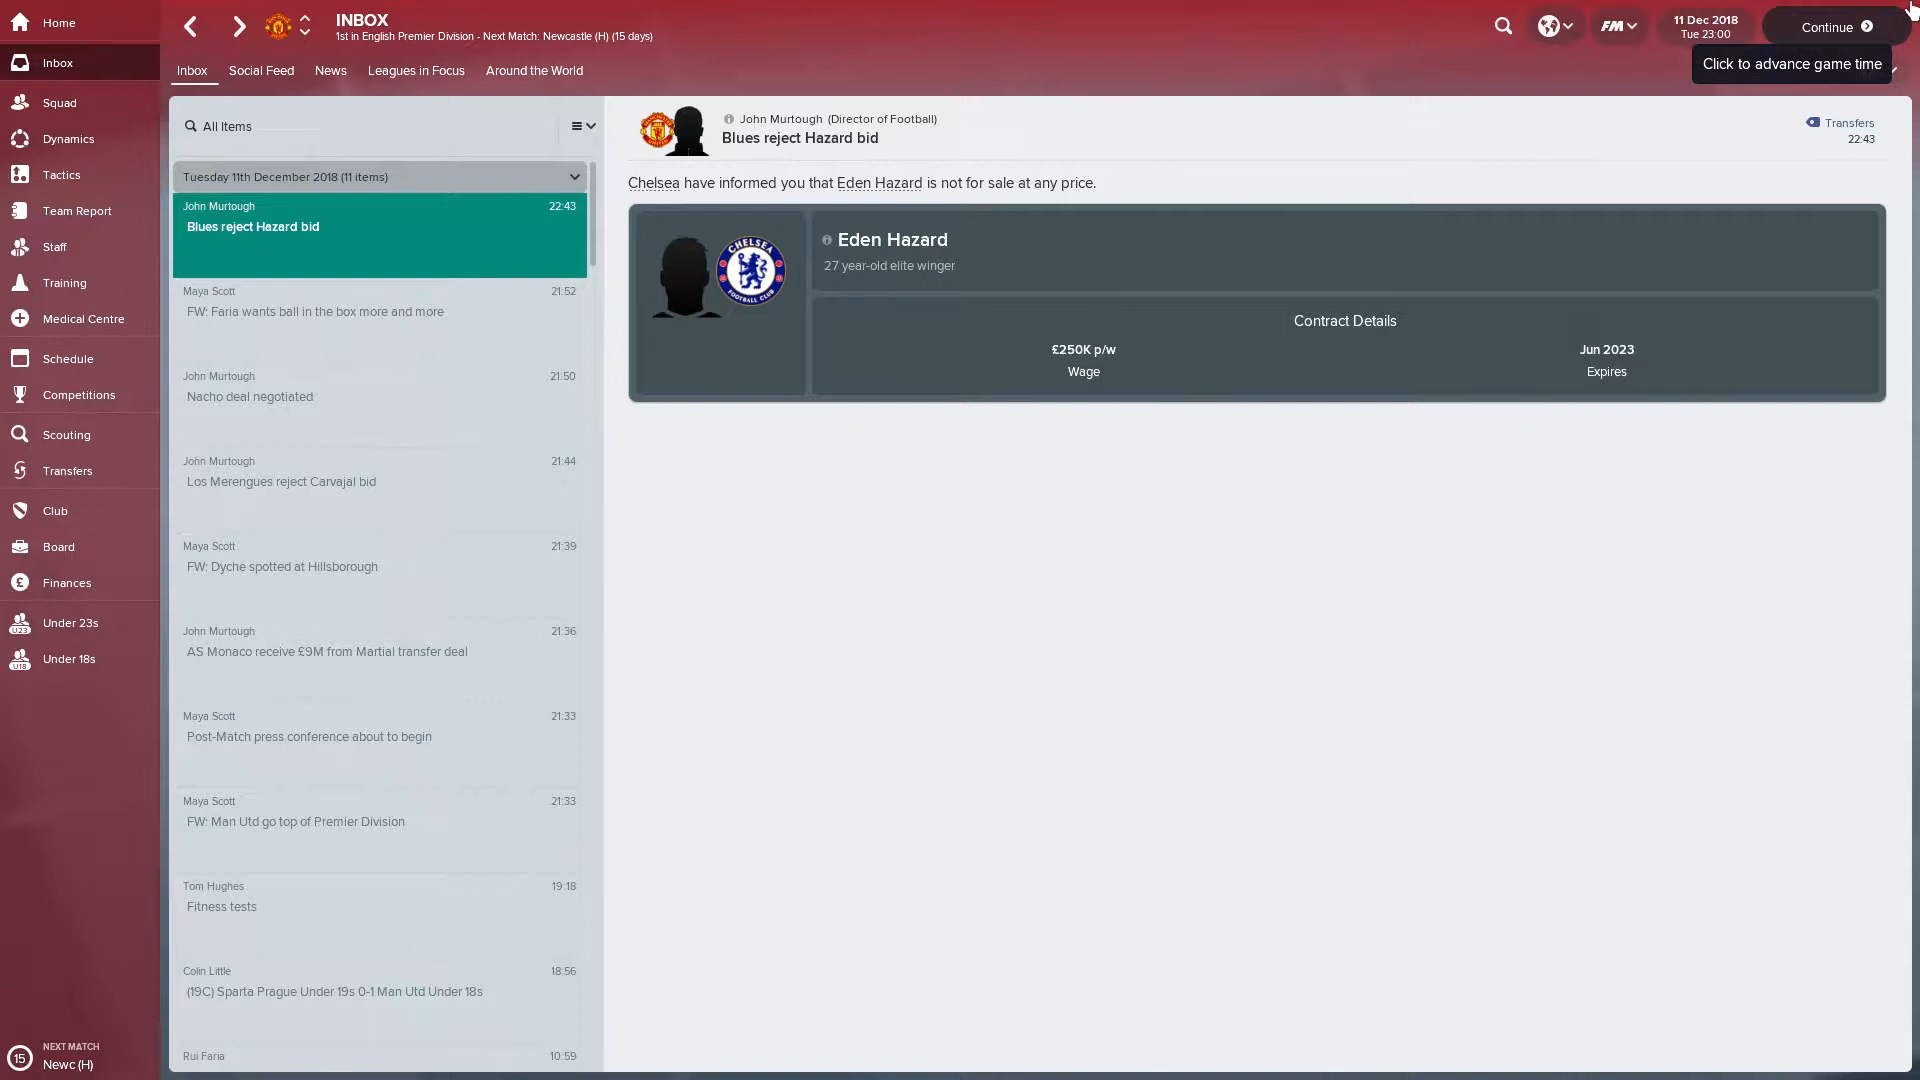 Home
Inbox
Squad
Dynamics
Tactics
Team Report
Staff
Training
Medical Centre
Schedule
Competitions
Scouting
Transfers
Club
Board
Finances
U23
Under 23s
U18
Under 18s
15
NEXT MATCH
Newc (H)
INBOX
1st in English Premier Division - Next Match: Newcastle (H) (15 days)
FM
11 Dec 2018
Tue 23:00
Continue
Click to advance game time
Inbox
Social Feed
News
Leagues in Focus
Around the World
All Items
Tuesday 11th December 2018 (11 items)
John Murtough 22:43
Blues reject Hazard bid
Maya Scott 21:52
FW: Faria wants ball in the box more and more
John Murtough 21:50
Nacho deal negotiated
John Murtough 21:44
Los Merengues reject Carvajal bid
Maya Scott 21:39
FW: Dyche spotted at Hillsborough
John Murtough 21:36
AS Monaco receive £9M from Martial transfer deal
Maya Scott 21:33
Post-Match press conference about to begin
Maya Scott 21:33
FW: Man Utd go top of Premier Division
Tom Hughes 19:18
Fitness tests
Colin Little 18:56
(19C) Sparta Prague Under 19s 0-1 Man Utd Under 18s
Rui Faria 10:59
John Murtough (Director of Football)
Blues reject Hazard bid
Transfers
22:43
Chelsea have informed you that Eden Hazard is not for sale at any price.
CHELSEA
FOOTBALL CLUB
Eden Hazard
27 year-old elite winger
Contract Details
£250K p/w
Wage
Jun 2023
Expires